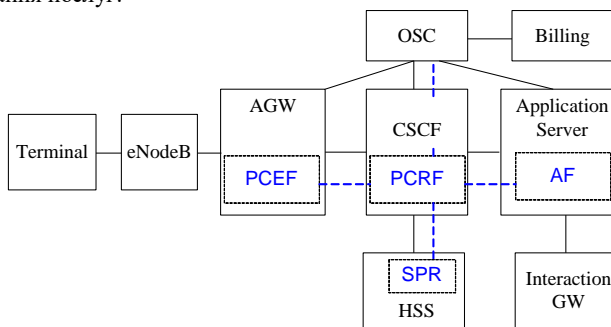 OSC
Billing
AGW
CSCF
Application
Server
Terminal
eNodeB
PCEF
PCRF
AF
SPR
HSS
Interaction
GW